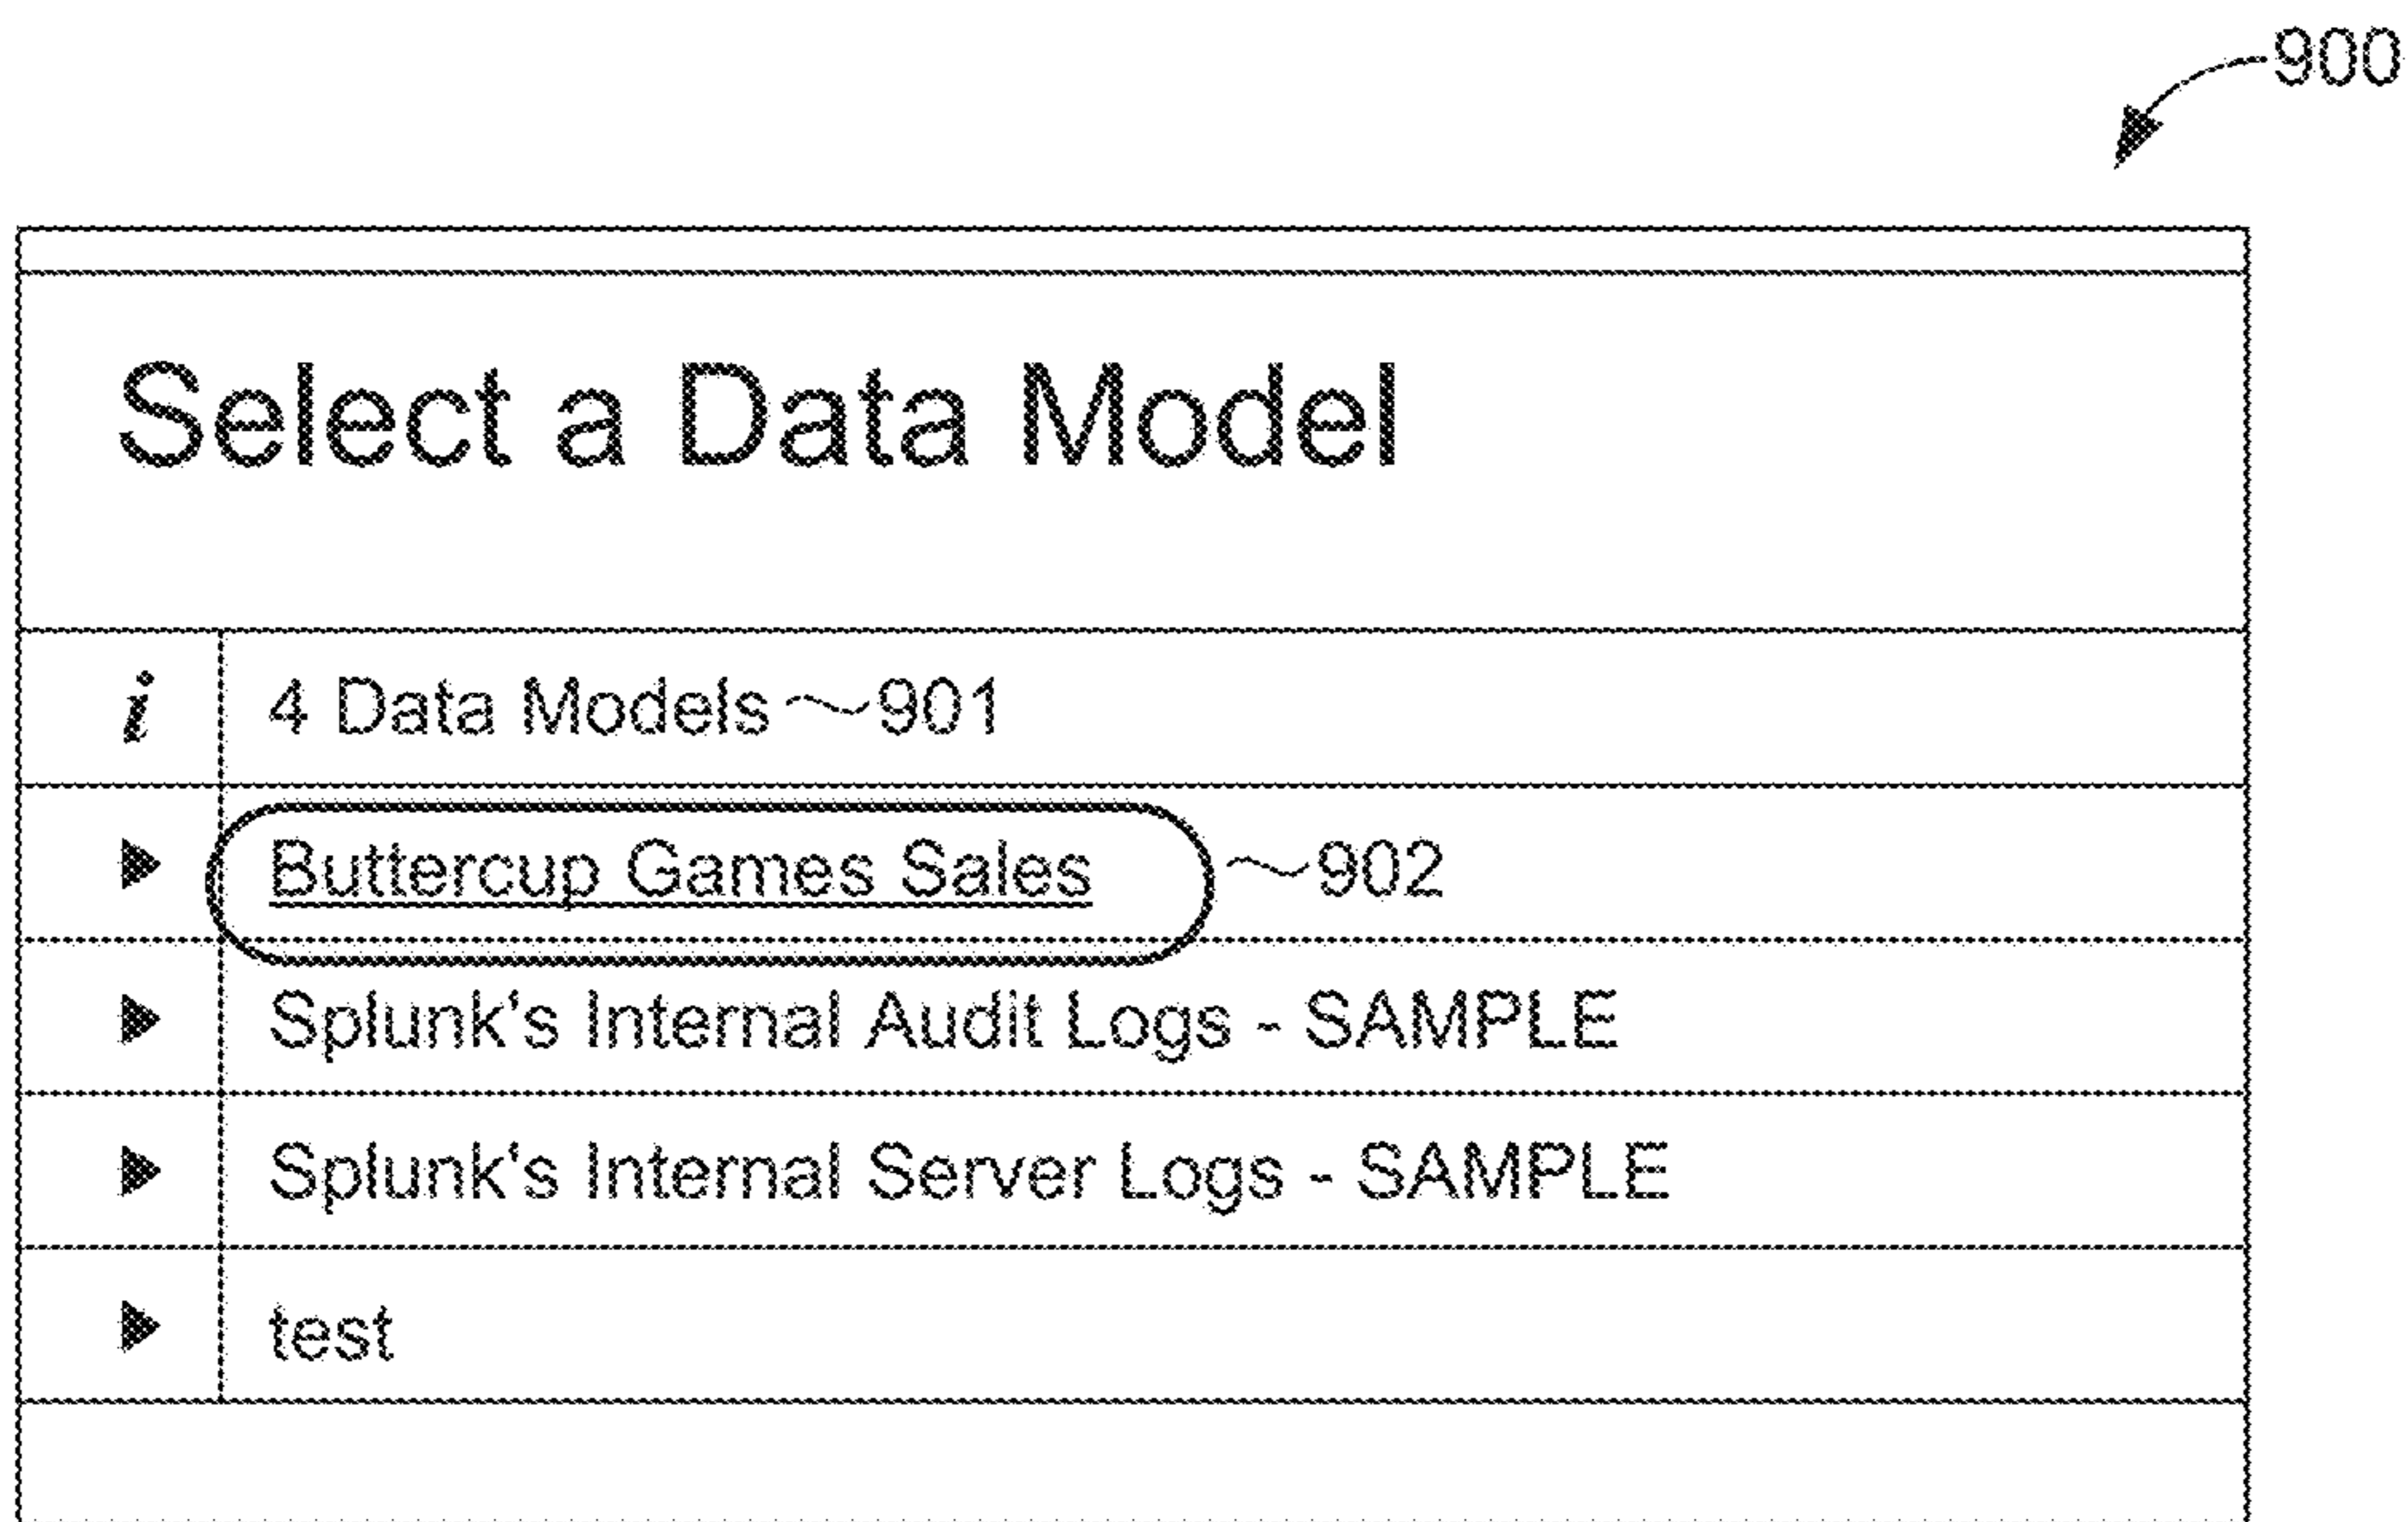 900
Select a Data Model
i 4 Data Models 901
Buttercup Games Sales 902
Splunk's Internal Audit Logs - SAMPLE
Splunk's Internal Server Logs - SAMPLE
test